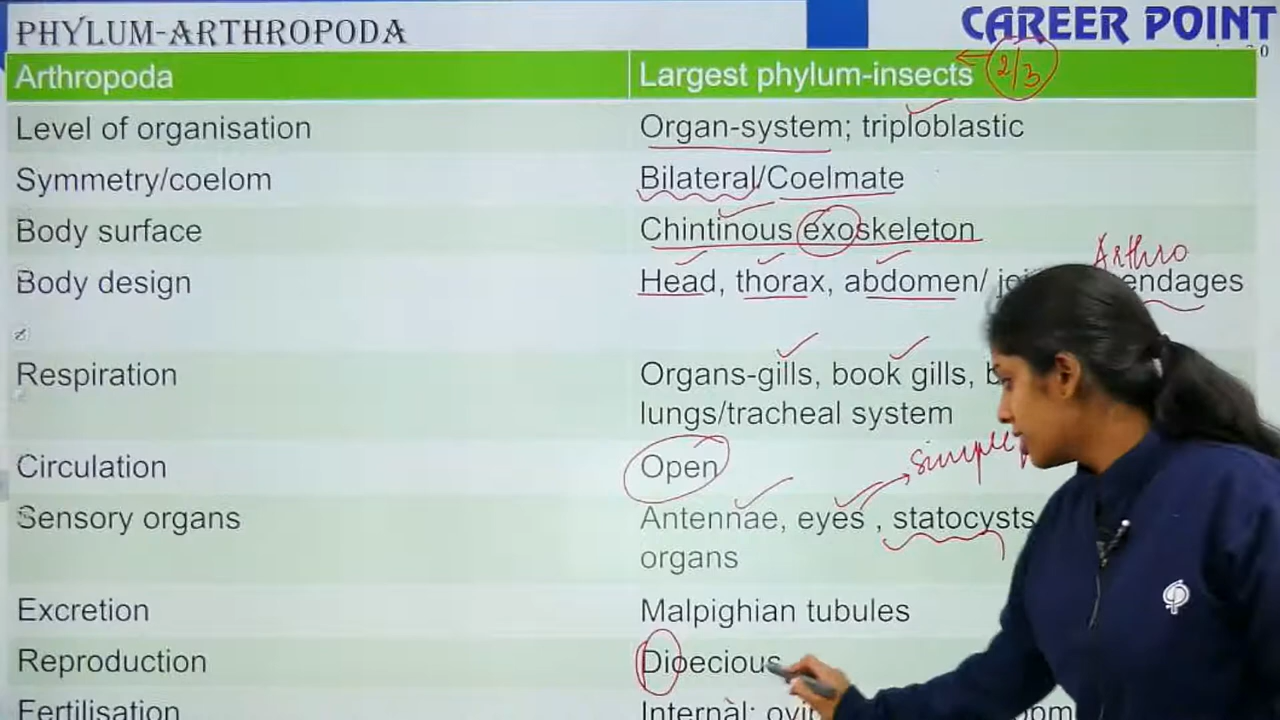 PHYLUM-ARTHROPODA
CAREER POINT
Arthropoda Largest phylum-insects 2/3
Level of organisation Organ-system; triploblastic
Symmetry/coelom Bilateral/Coelmate
Body surface Chintinous exoskeleton
Arthro
Body design Head, thorax, abdomen/
Respiration Organs-gills, book gills,
lungs/tracheal system
Circulation Open
simple
Sensory organs Antennae, eyes , statocysts
organs
Excretion Malpighian tubules
Reproduction Dioecious
Fertilisation Internal;